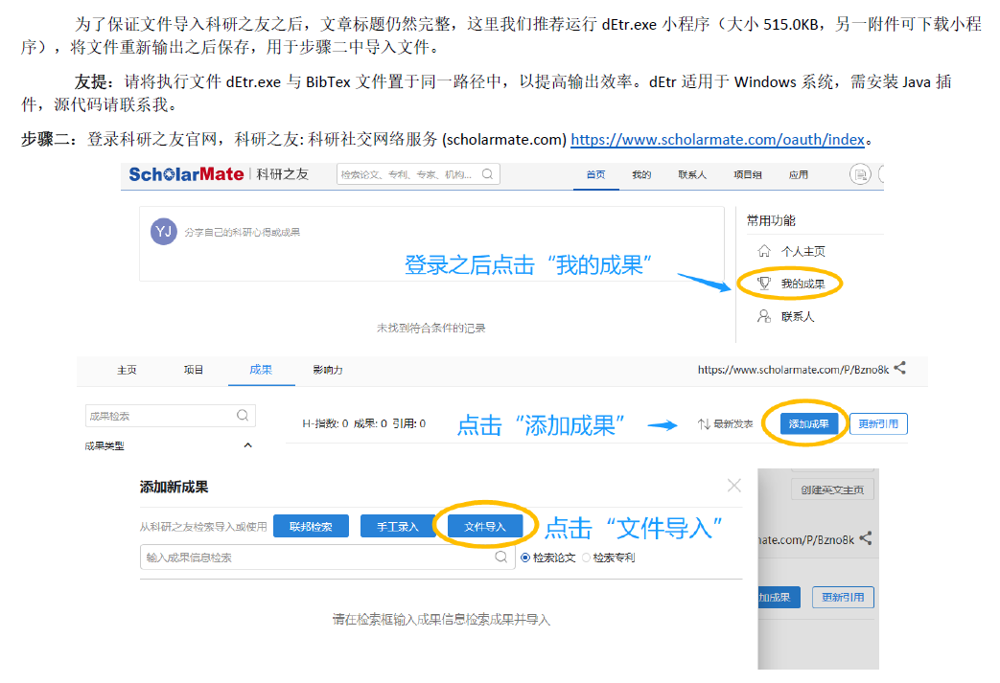 为了保证文件导入科研之友之后，文章标题仍然完整，这里我们推荐运行 dEtr.exe 小程序（大小 515.0KB，另一附件可下载小程
序），将文件重新输出之后保存，用于步骤二中导入文件。
友提：请将执行文件 dEtr.exe 与 BibTex 文件置于同一路径中，以提高输出效率。dEtr 适用于 Windows 系统，需安装 Java 插
件，源代码请联系我。
步骤二：登录科研之友官网，科研之友: 科研社交网络服务 (scholarmate.com) https://www.scholarmate.com/oauth/index。
ScholarMate | 科研之友
检索论文、专利、专家、机构...
首页 我的 联系人 项目组 应用
YJ 分享自己的科研心得或成果
常用功能
个人主页
登录之后点击“我的成果”
我的成果
联系人
未找到符合条件的记录
主页 项目 成果 影响力
https://www.scholarmate.com/P/Bzno8k
成果检索
H-指数: 0 成果: 0 引用: 0
点击“添加成果”
最新发表 添加成果 更新引用
成果类型
添加新成果
创建英文主页
从科研之友检索导入或使用 联邦检索 手工录入 文件导入
点击“文件导入”
nate.com/P/Bzno8k
输入成果信息检索
检索论文 检索专利
加成果 更新引用
请在检索框输入成果信息检索成果并导入